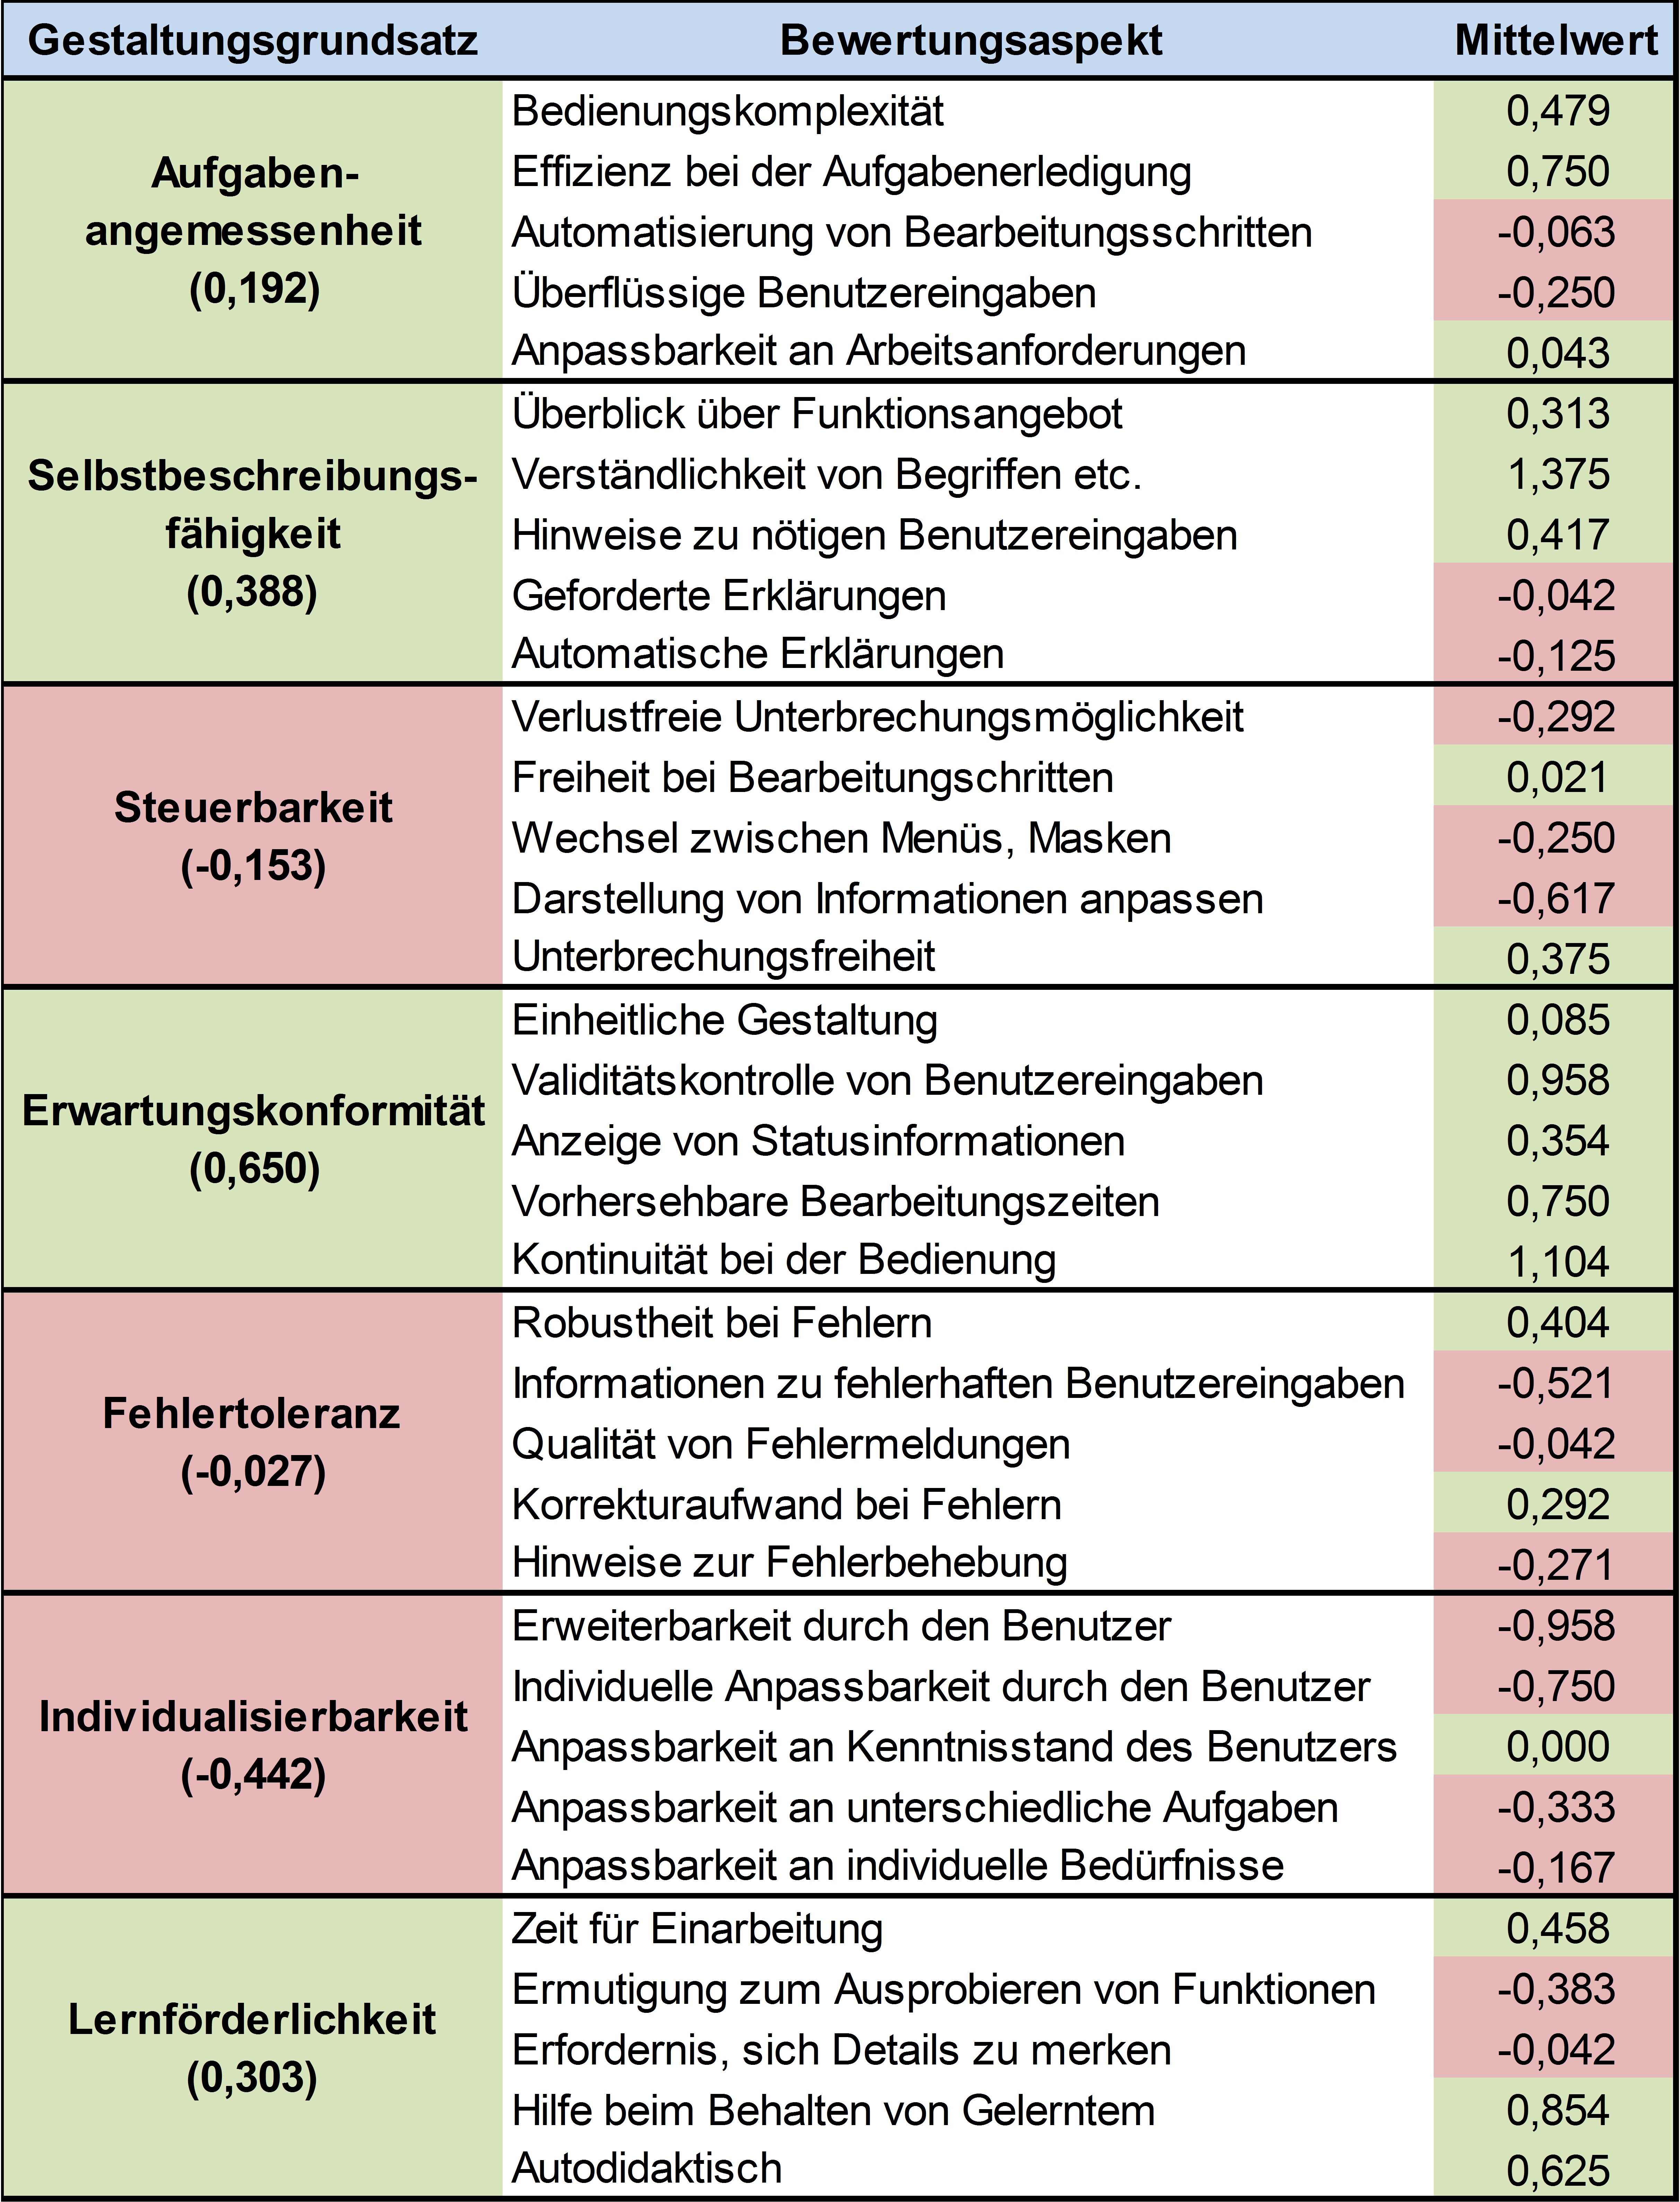 Gestaltungsgrundsatz Bewertungsaspekt Mittelwert
Aufgaben-
angemessenheit
(0,192)
Bedienungskomplexität 0,479
Effizienz bei der Aufgabenerledigung 0,750
Automatisierung von Bearbeitungsschritten -0,063
Überflüssige Benutzereingaben -0,250
Anpassbarkeit an Arbeitsanforderungen 0,043
Selbstbeschreibungs-
fähigkeit
(0,388)
Überblick über Funktionsangebot 0,313
Verständlichkeit von Begriffen etc. 1,375
Hinweise zu nötigen Benutzereingaben 0,417
Geforderte Erklärungen -0,042
Automatische Erklärungen -0,125
Steuerbarkeit
(-0,153)
Verlustfreie Unterbrechungsmöglichkeit -0,292
Freiheit bei Bearbeitungschritten 0,021
Wechsel zwischen Menüs, Masken -0,250
Darstellung von Informationen anpassen -0,617
Unterbrechungsfreiheit 0,375
Erwartungskonformität
(0,650)
Einheitliche Gestaltung 0,085
Validitätskontrolle von Benutzereingaben 0,958
Anzeige von Statusinformationen 0,354
Vorhersehbare Bearbeitungszeiten 0,750
Kontinuität bei der Bedienung 1,104
Fehlertoleranz
(-0,027)
Robustheit bei Fehlern 0,404
Informationen zu fehlerhaften Benutzereingaben -0,521
Qualität von Fehlermeldungen -0,042
Korrekturaufwand bei Fehlern 0,292
Hinweise zur Fehlerbehebung -0,271
Individualisierbarkeit
(-0,442)
Erweiterbarkeit durch den Benutzer -0,958
Individuelle Anpassbarkeit durch den Benutzer -0,750
Anpassbarkeit an Kenntnisstand des Benutzers 0,000
Anpassbarkeit an unterschiedliche Aufgaben -0,333
Anpassbarkeit an individuelle Bedürfnisse -0,167
Lernförderlichkeit
(0,303)
Zeit für Einarbeitung 0,458
Ermutigung zum Ausprobieren von Funktionen -0,383
Erfordernis, sich Details zu merken -0,042
Hilfe beim Behalten von Gelerntem 0,854
Autodidaktisch 0,625